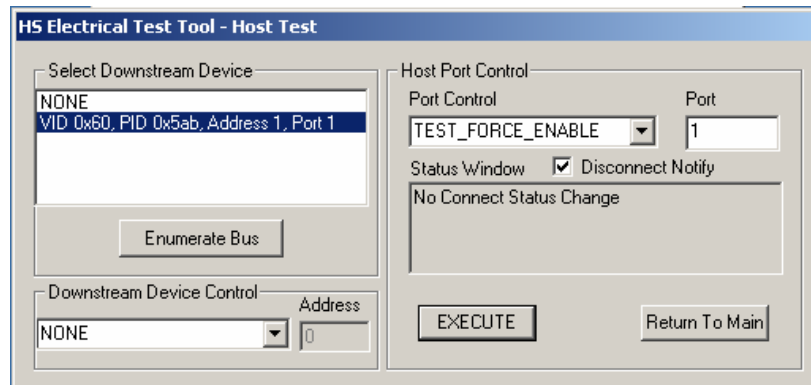 HS Electrical Test Tool - Host Test
Select Downstream Device
NONE
VID 0x60, PID 0x5ab, Address 1, Port 1
Enumerate Bus
Downstream Device Control
Address
NONE
0
Host Port Control
Port Control
Port
TEST_FORCE_ENABLE
1
Status Window
Disconnect Notify
No Connect Status Change
EXECUTE
Return To Main